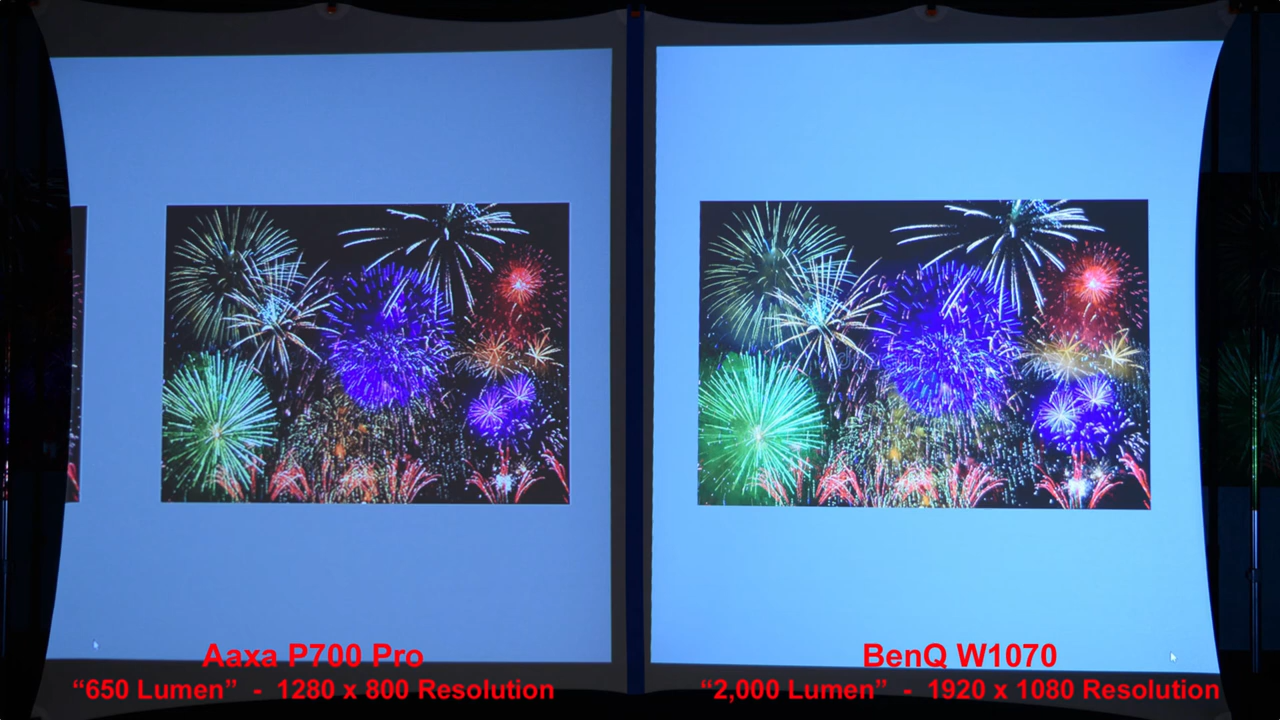 Aaxa P700 Pro
“650 Lumen” - 1280 x 800 Resolution
BenQ W1070
“2,000 Lumen” - 1920 x 1080 Resolution